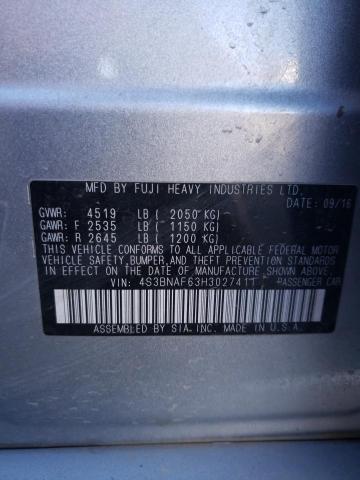 MFD BY FUJI HEAVY INDUSTRIES LTD.
DATE: 09/16
GVWR: 4519 LB ( 2050 KG)
GAWR: F 2535 LB ( 1150 KG)
GAWR: R 2645 LB ( 1200 KG)
THIS VEHICLE CONFORMS TO ALL APPLICABLE FEDERAL MOTOR
VEHICLE SAFETY, BUMPER, AND THEFT PREVENTION STANDARDS
IN EFFECT ON THE DATE OF MANUFACTURE SHOWN ABOVE.
VIN: 4S3BNAF63H3027411 PASSENGER CAR
ASSEMBLED BY SIA, INC. MADE IN U.S.A.